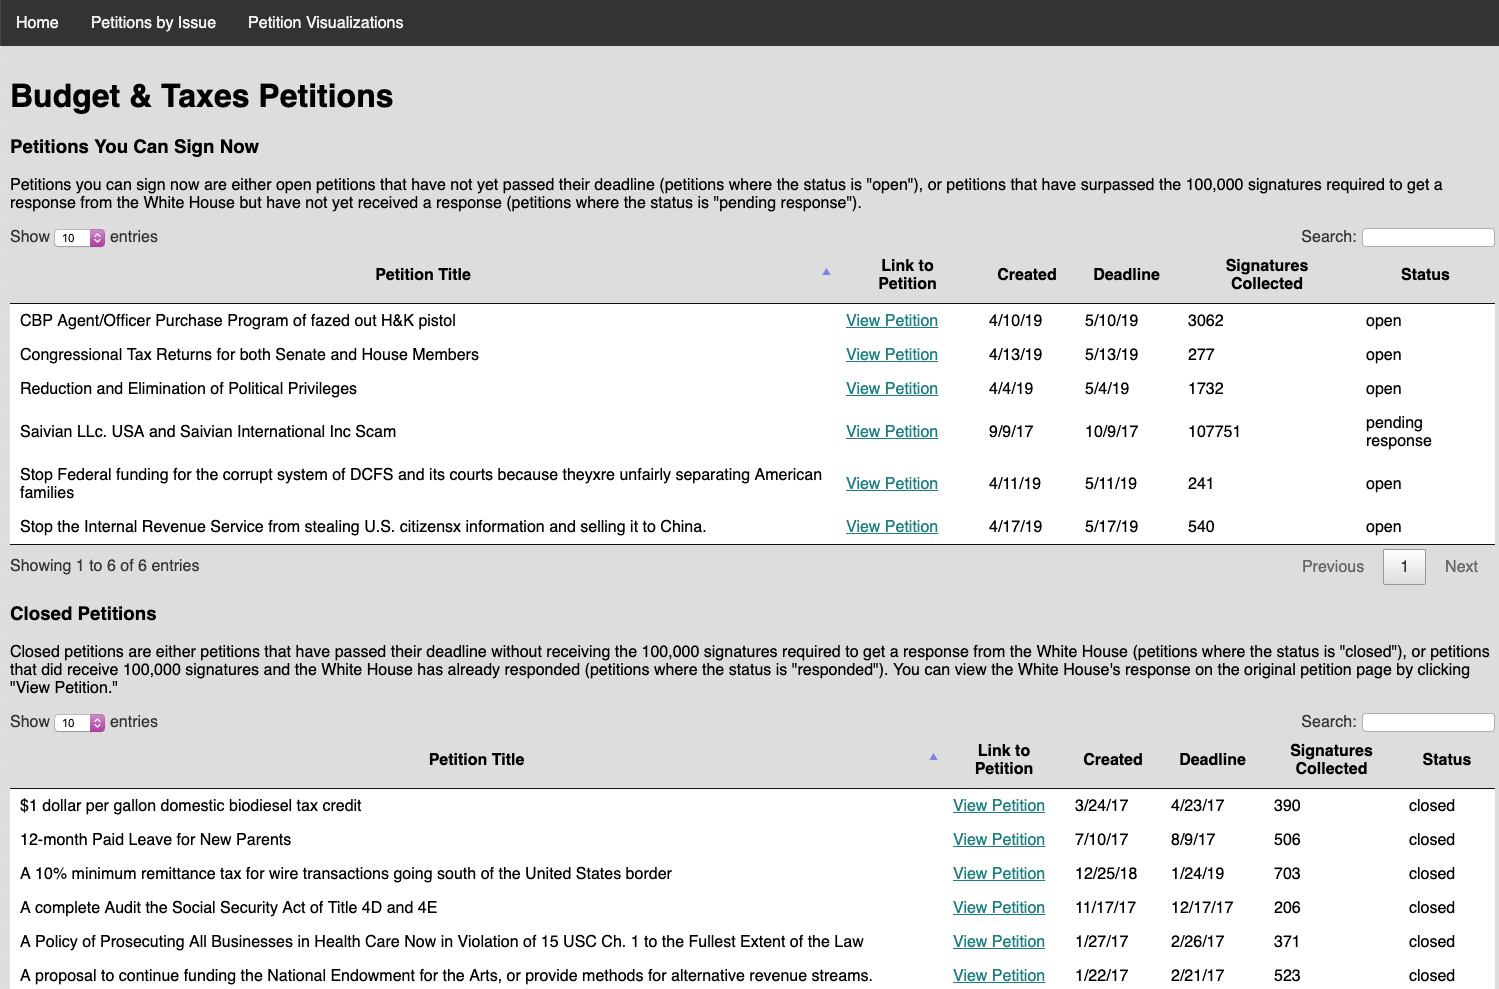 Home Petitions by Issue Petition Visualizations
Budget & Taxes Petitions
Petitions You Can Sign Now
Petitions you can sign now are either open petitions that have not yet passed their deadline (petitions where the status is "open"), or petitions that have surpassed the 100,000 signatures required to get a
response from the White House but have not yet received a response (petitions where the status is "pending response").
Show 10 entries Search:
Petition Title Link to Petition Created Deadline Signatures Collected Status
CBP Agent/Officer Purchase Program of fazed out H&K pistol View Petition 4/10/19 5/10/19 3062 open
Congressional Tax Returns for both Senate and House Members View Petition 4/13/19 5/13/19 277 open
Reduction and Elimination of Political Privileges View Petition 4/4/19 5/4/19 1732 open
Saivian LLc. USA and Saivian International Inc Scam View Petition 9/9/17 10/9/17 107751 pending response
Stop Federal funding for the corrupt system of DCFS and its courts because theyxre unfairly separating American
families View Petition 4/11/19 5/11/19 241 open
Stop the Internal Revenue Service from stealing U.S. citizensx information and selling it to China. View Petition 4/17/19 5/17/19 540 open
Showing 1 to 6 of 6 entries Previous 1 Next
Closed Petitions
Closed petitions are either petitions that have passed their deadline without receiving the 100,000 signatures required to get a response from the White House (petitions where the status is "closed"), or petitions
that did receive 100,000 signatures and the White House has already responded (petitions where the status is "responded"). You can view the White House's response on the original petition page by clicking
"View Petition."
Show 10 entries Search:
Petition Title Link to Petition Created Deadline Signatures Collected Status
$1 dollar per gallon domestic biodiesel tax credit View Petition 3/24/17 4/23/17 390 closed
12-month Paid Leave for New Parents View Petition 7/10/17 8/9/17 506 closed
A 10% minimum remittance tax for wire transactions going south of the United States border View Petition 12/25/18 1/24/19 703 closed
A complete Audit the Social Security Act of Title 4D and 4E View Petition 11/17/17 12/17/17 206 closed
A Policy of Prosecuting All Businesses in Health Care Now in Violation of 15 USC Ch. 1 to the Fullest Extent of the Law View Petition 1/27/17 2/26/17 371 closed
A proposal to continue funding the National Endowment for the Arts, or provide methods for alternative revenue streams. View Petition 1/22/17 2/21/17 523 closed